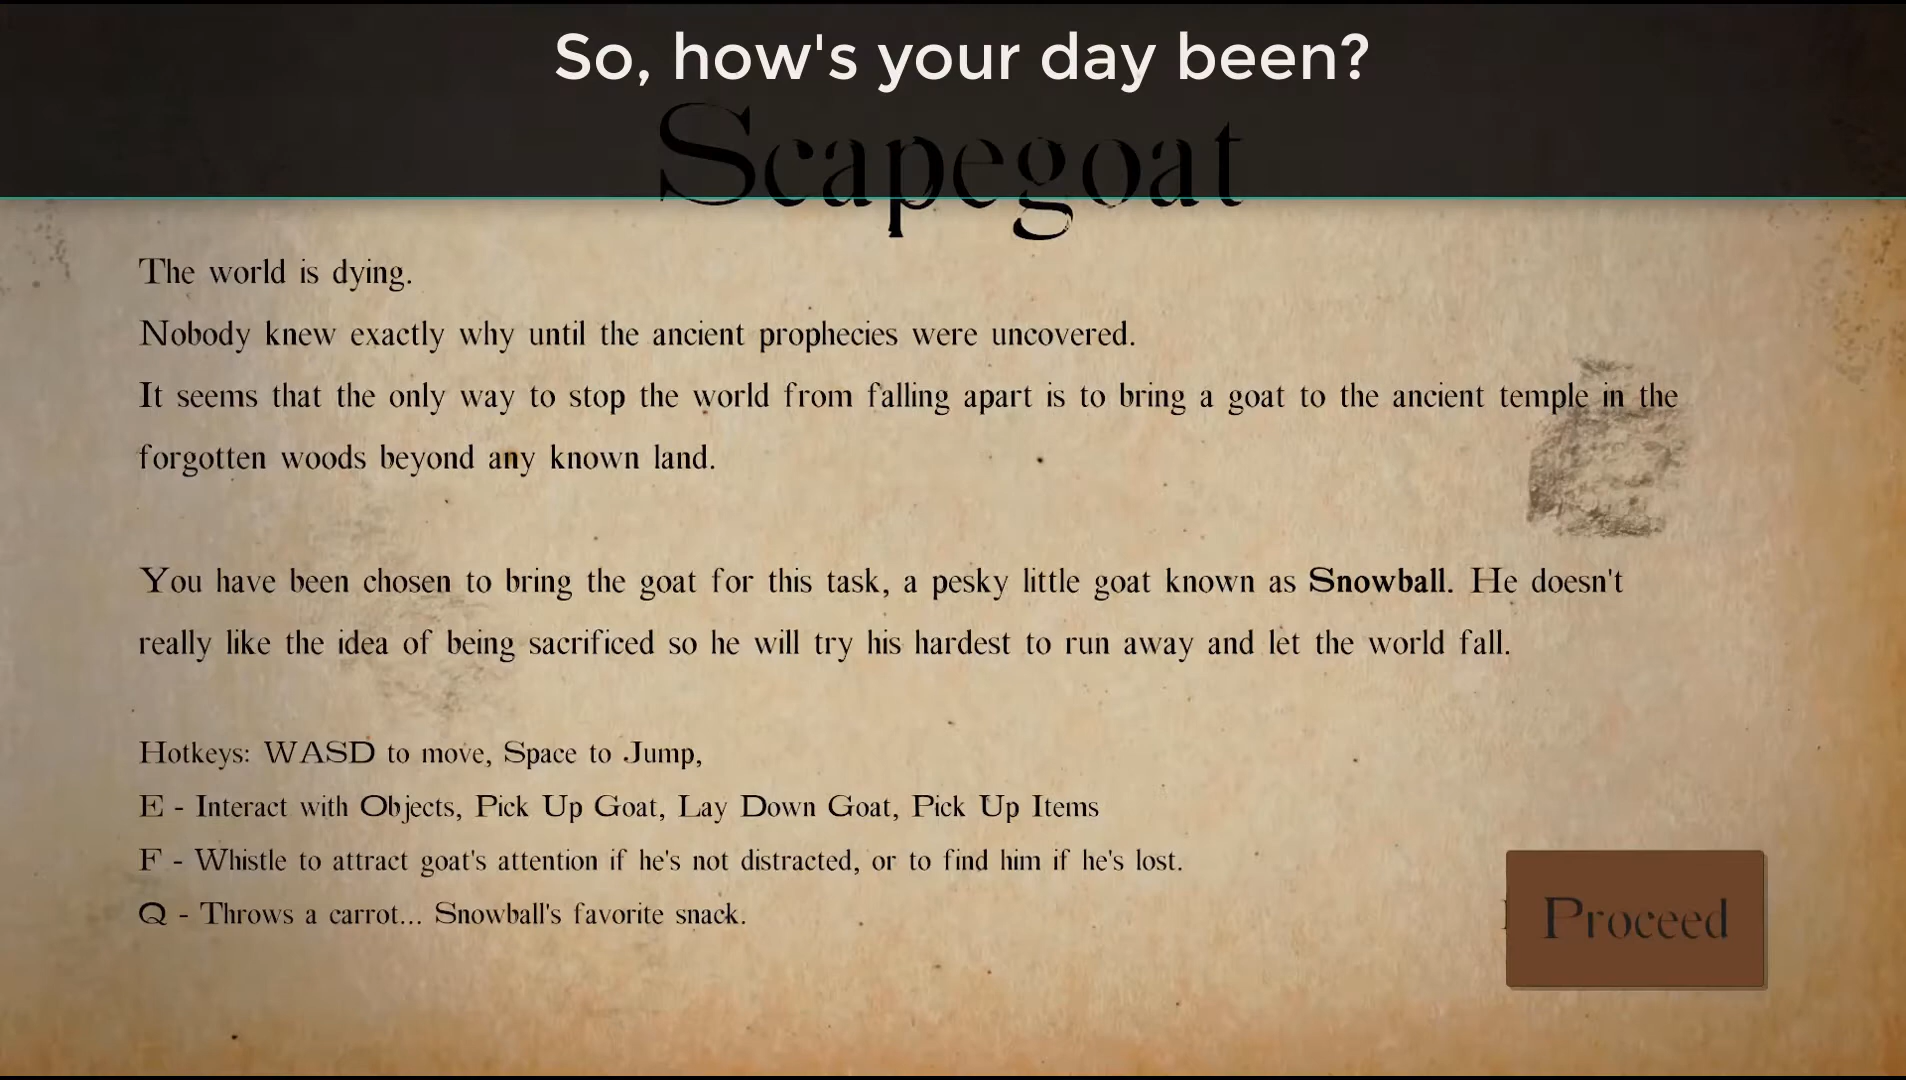 So, how's your day been?
Scapegoat
The world is dying.
Nobody knew exactly why until the ancient prophecies were uncovered.
It seems that the only way to stop the world from falling apart is to bring a goat to the ancient temple in the
forgotten woods beyond any known land.
You have been chosen to bring the goat for this task, a pesky little goat known as Snowball. He doesn't
really like the idea of being sacrificed so he will try his hardest to run away and let the world fall.
Hotkeys: WASD to move, Space to Jump,
E - Interact with Objects, Pick Up Goat, Lay Down Goat, Pick Up Items
F - Whistle to attract goat's attention if he's not distracted, or to find him if he's lost.
Q - Throws a carrot... Snowball's favorite snack.
Proceed